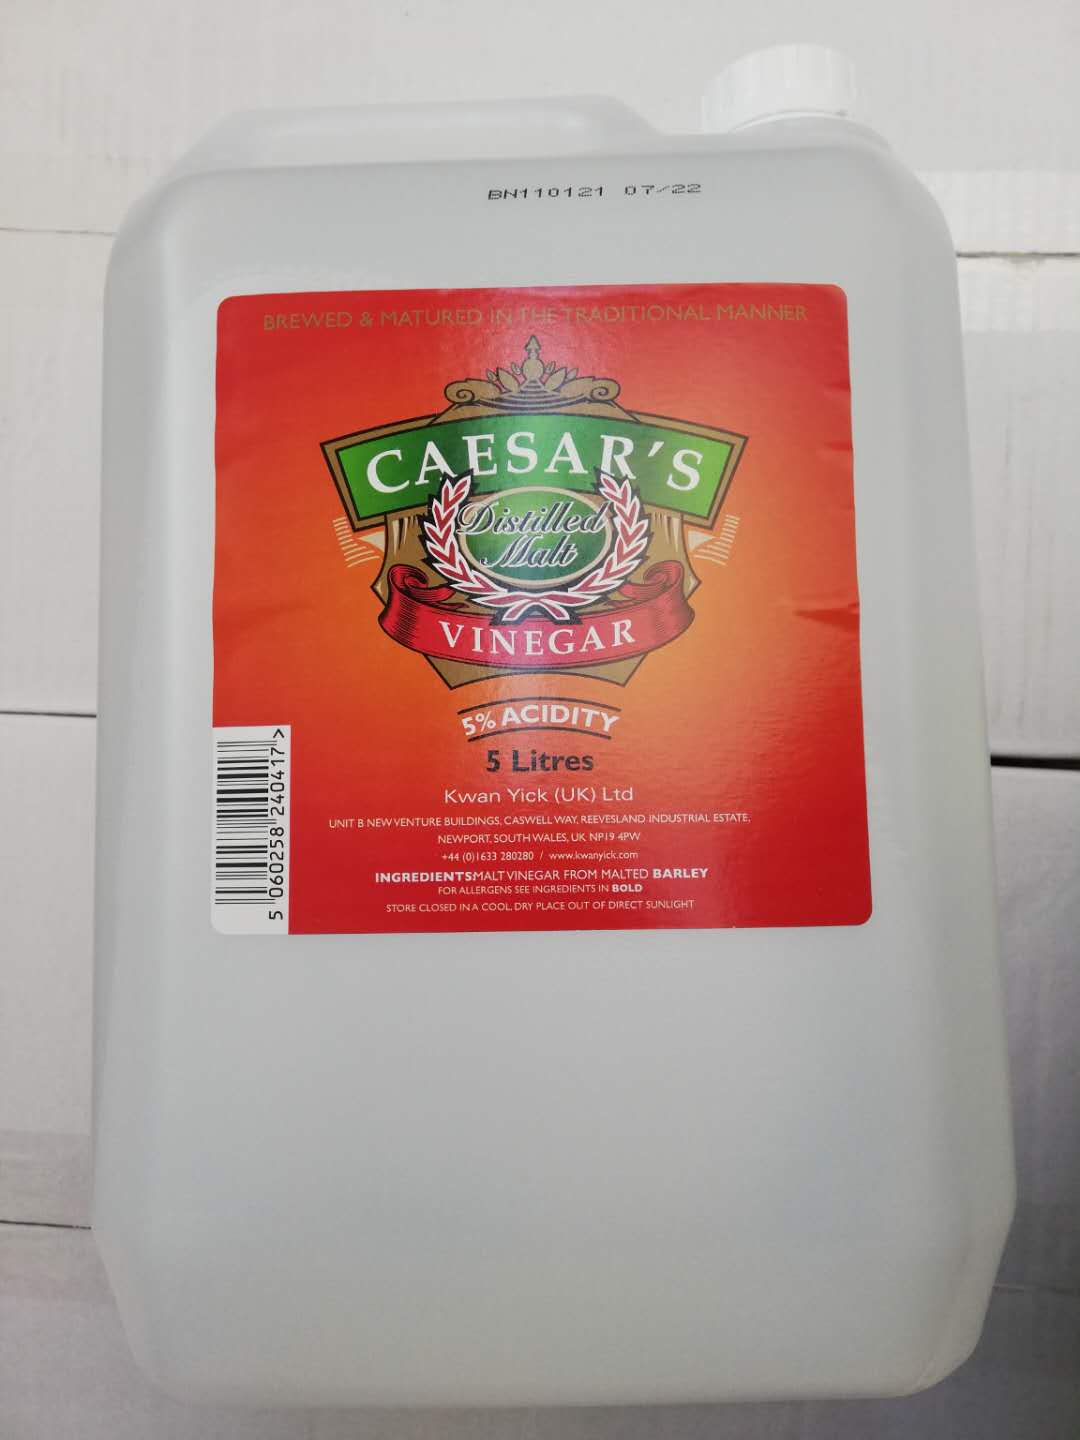 BN110121 07/22
BREWED & MATURED IN THE TRADITIONAL MANNER
CAESAR'S
Distilled
Malt
VINEGAR
5% ACIDITY
5 Litres
Kwan Yick (UK) Ltd
UNIT B NEW VENTURE BUILDINGS, CASWELL WAY, REEVESLAND INDUSTRIAL ESTATE,
NEWPORT, SOUTH WALES, UK NP19 4PW
+44 (0)1633 280280 / www.kwanyick.com
INGREDIENTS:MALT VINEGAR FROM MALTED BARLEY
FOR ALLERGENS SEE INGREDIENTS IN BOLD
STORE CLOSED IN A COOL, DRY PLACE OUT OF DIRECT SUNLIGHT
5 060258 240417 >